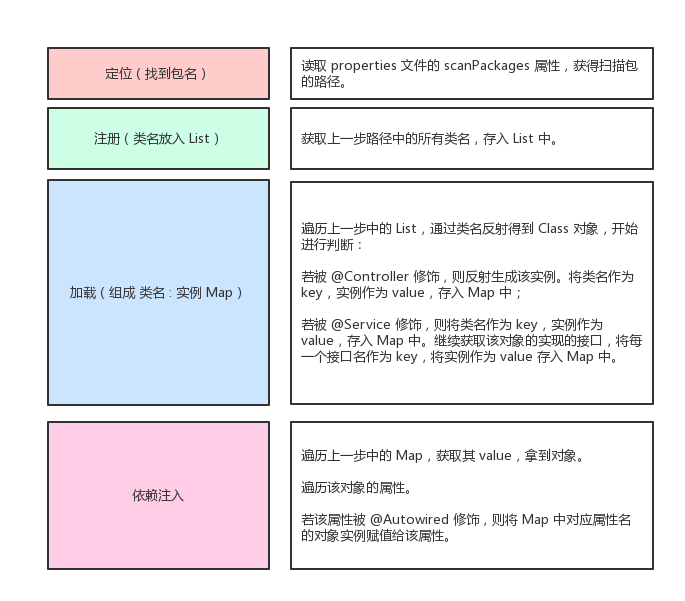 定位（找到包名）
读取 properties 文件的 scanPackages 属性，获得扫描包
的路径。
注册（类名放入 List）
获取上一步路径中的所有类名，存入 List 中。
加载（组成 类名 : 实例 Map）
遍历上一步中的 List，通过类名反射得到 Class 对象，开始
进行判断：
若被 @Controller 修饰，则反射生成该实例。将类名作为
key，实例作为 value，存入 Map 中；
若被 @Service 修饰，则将类名作为 key，实例作为
value，存入 Map 中。继续获取该对象的实现的接口，将每
一个接口名作为 key，将实例作为 value 存入 Map 中。
依赖注入
遍历上一步中的 Map，获取其 value，拿到对象。
遍历该对象的属性。
若该属性被 @Autowired 修饰，则将 Map 中对应属性名
的对象实例赋值给该属性。